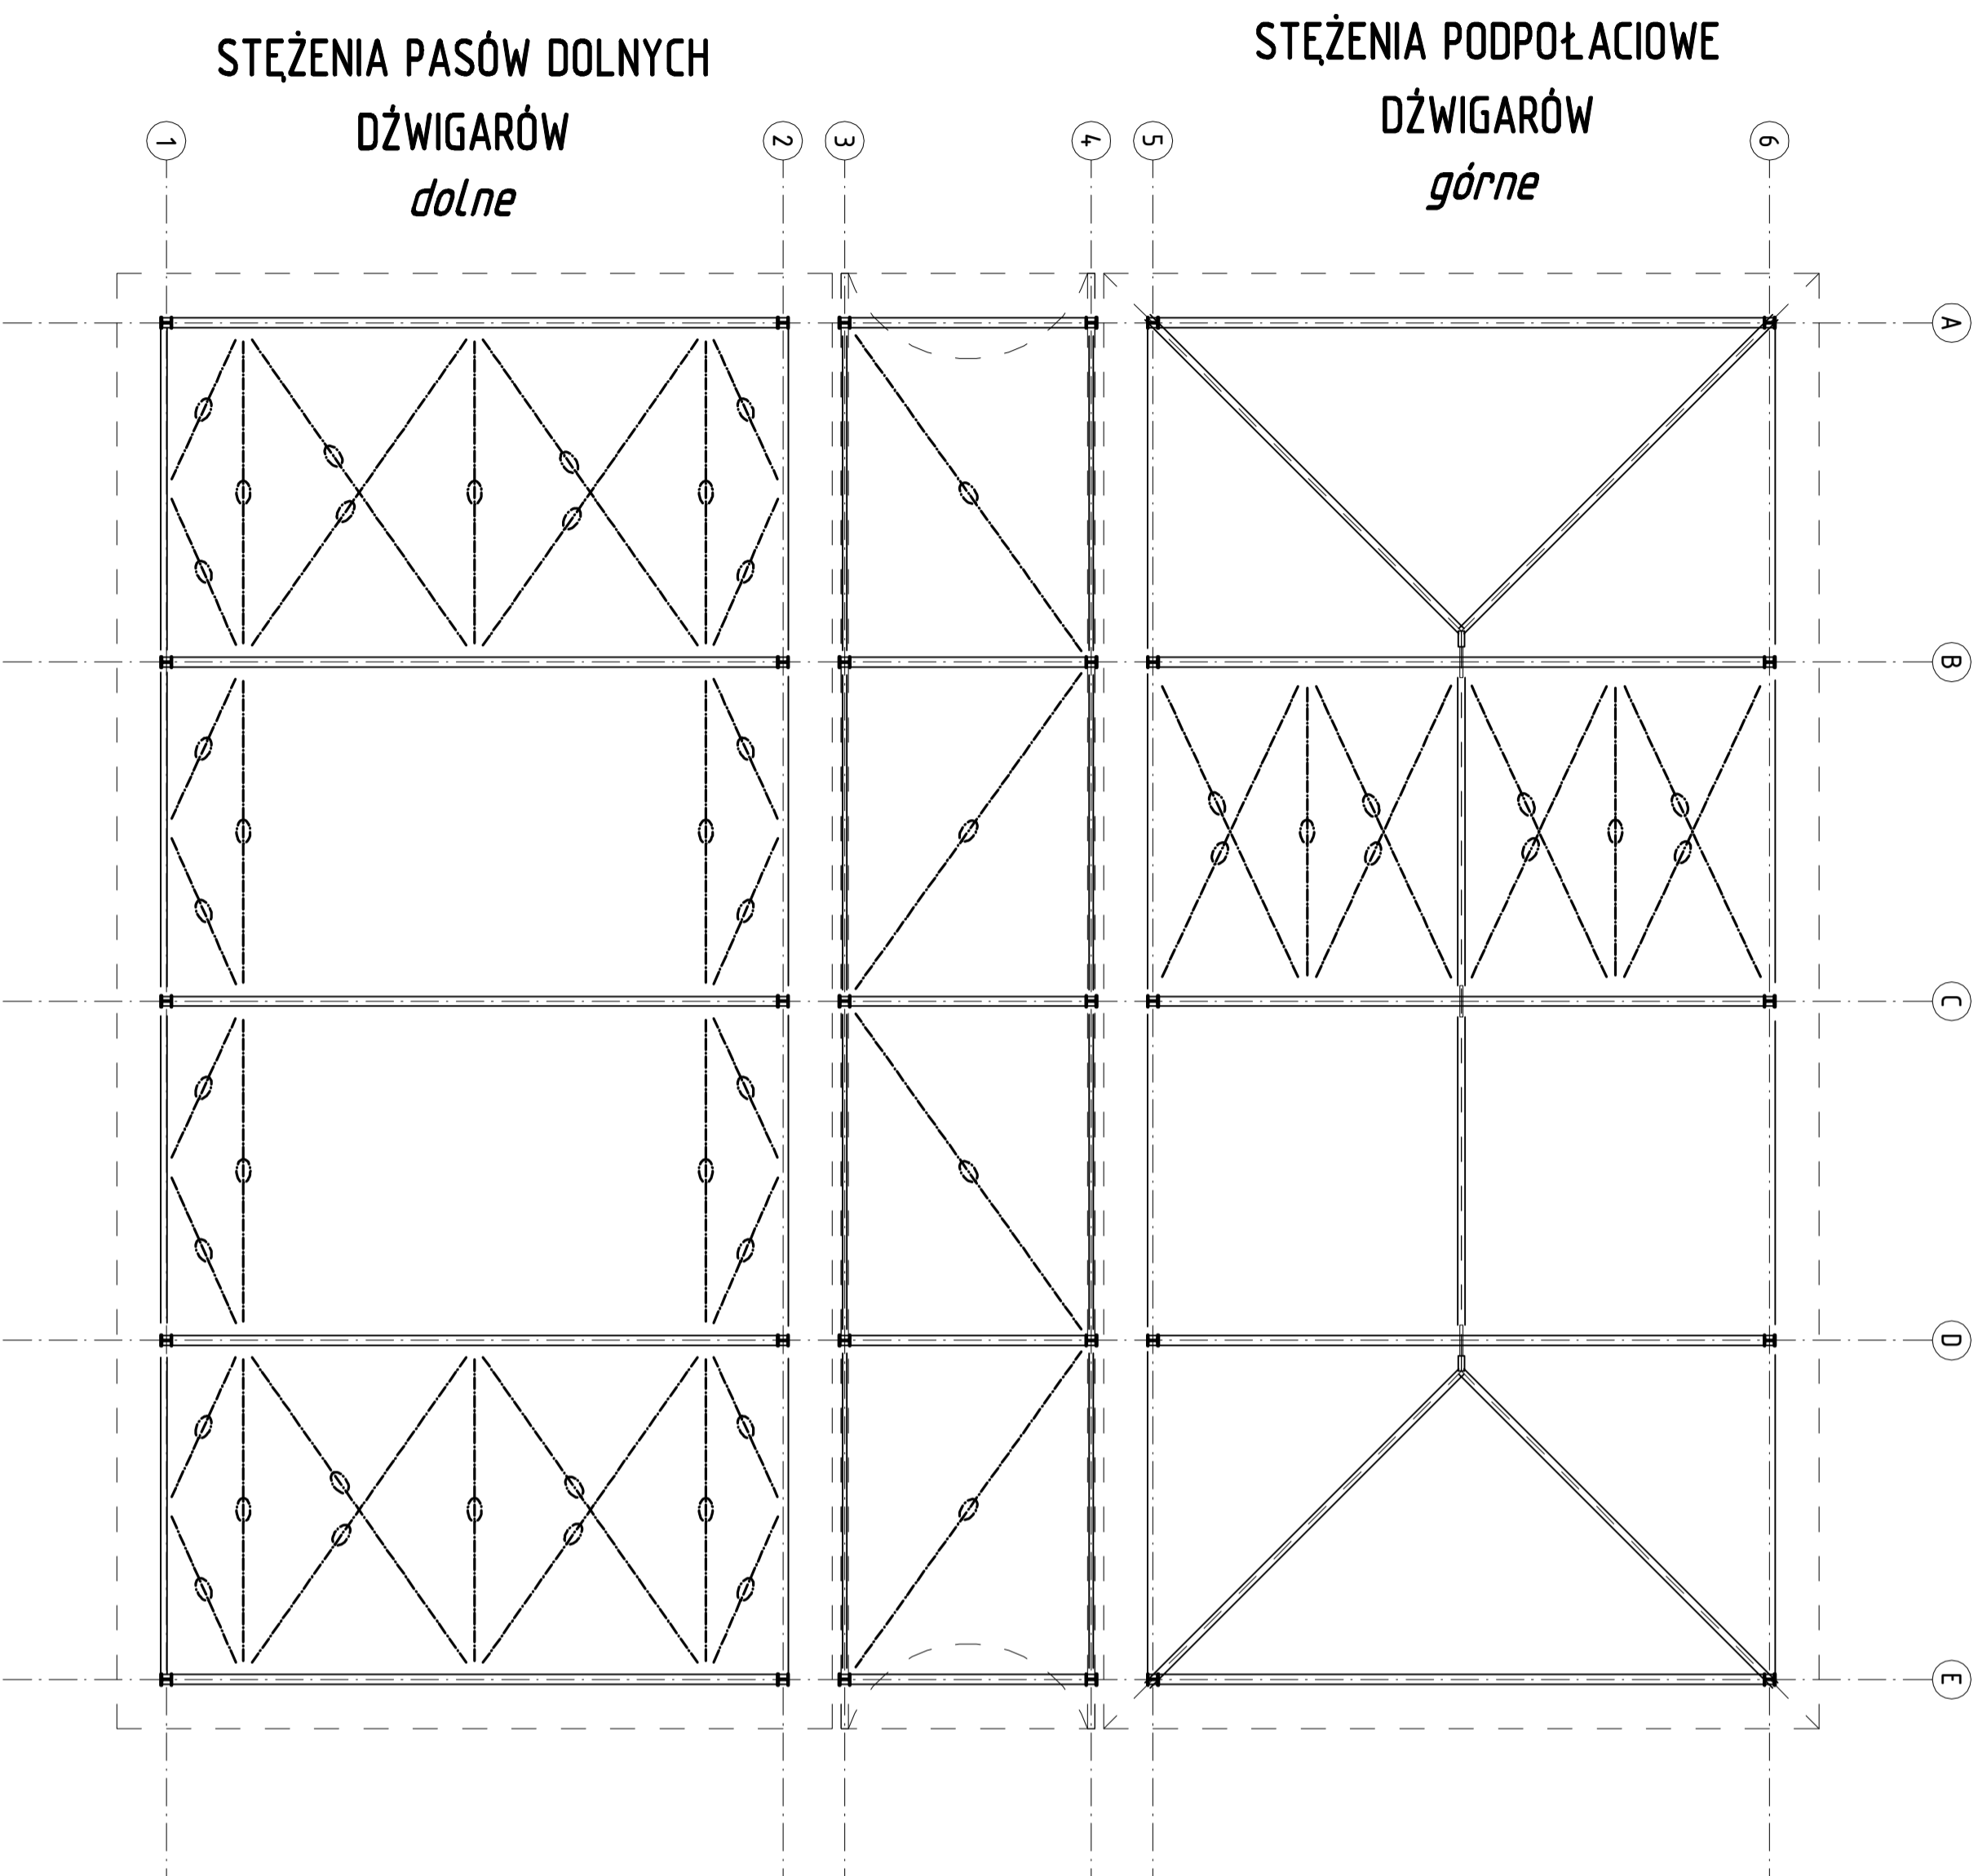 STĘŻENIA PASÓW DOLNYCH
DŹWIGARÓW
dolne
STĘŻENIA PODPOŁACIOWE
DŹWIGARÓW
górne
1
2
3
4
5
6
A
B
C
D
E